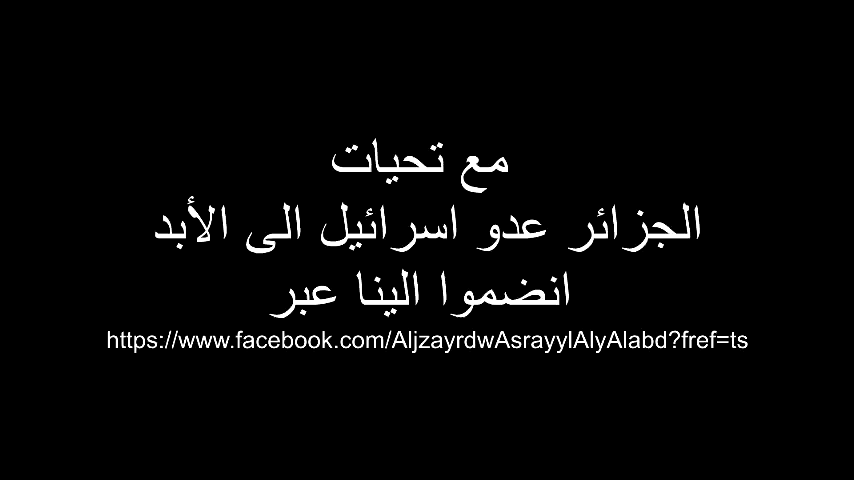 مع تحيات
الجزائر عدو اسرائيل الى الأبد
انضموا الينا عبر
https://www.facebook.com/AljzayrdwAsrayylAlyAlabd?fref=ts